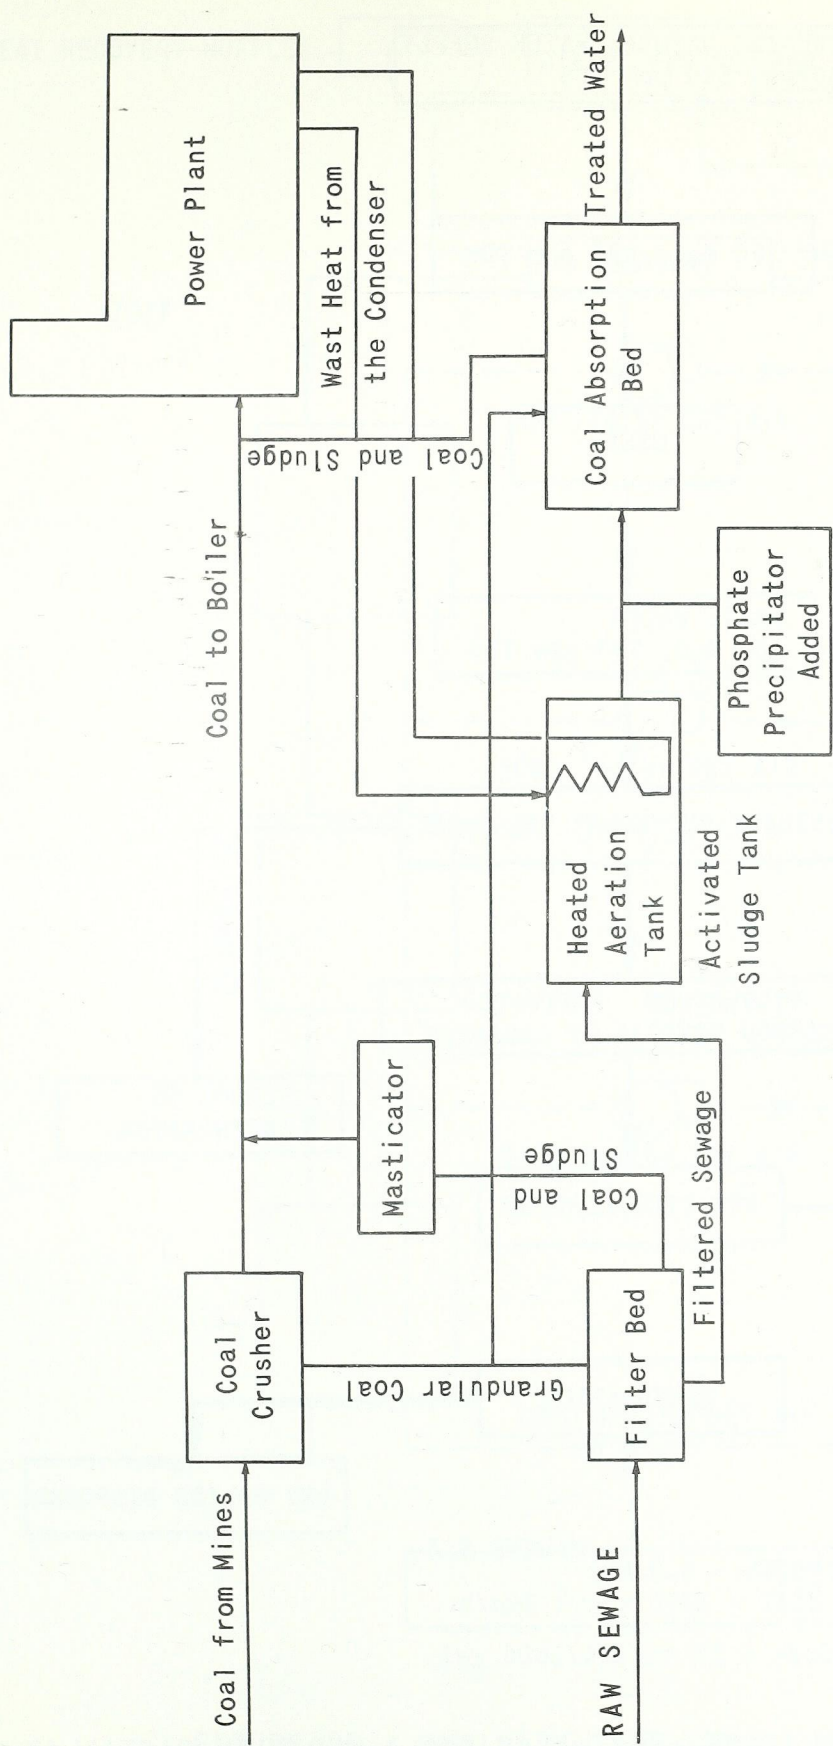 Coal from Mines
Coal
Crusher
Coal to Boiler
Power Plant
Wast Heat from
the Condenser
Coal and Sludge
Masticator
Grandular Coal
Coal and
Sludge
RAW SEWAGE
Filter Bed
Filtered Sewage
Heated
Aeration
Tank
Activated
Sludge Tank
Phosphate
Precipitator
Added
Coal Absorption
Bed
Treated Water